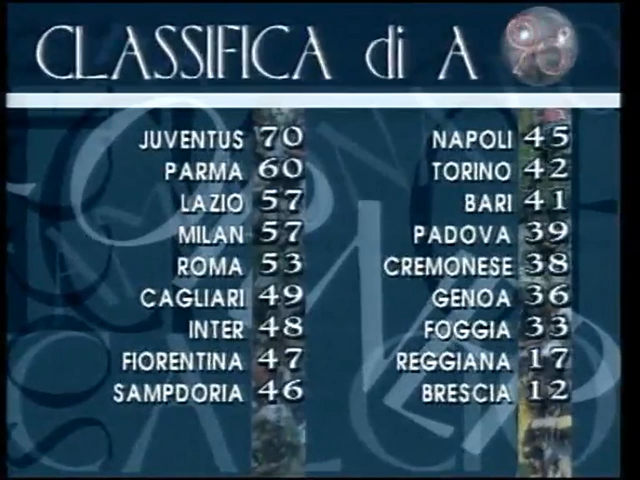 CLASSIFICA di A
JUVENTUS 70
PARMA 60
LAZIO 57
MILAN 57
ROMA 53
CAGLIARI 49
INTER 48
FIORENTINA 47
SAMPDORIA 46
NAPOLI 45
TORINO 42
BARI 41
PADOVA 39
CREMONESE 38
GENOA 36
FOGGIA 33
REGGIANA 17
BRESCIA 12
CALCIO